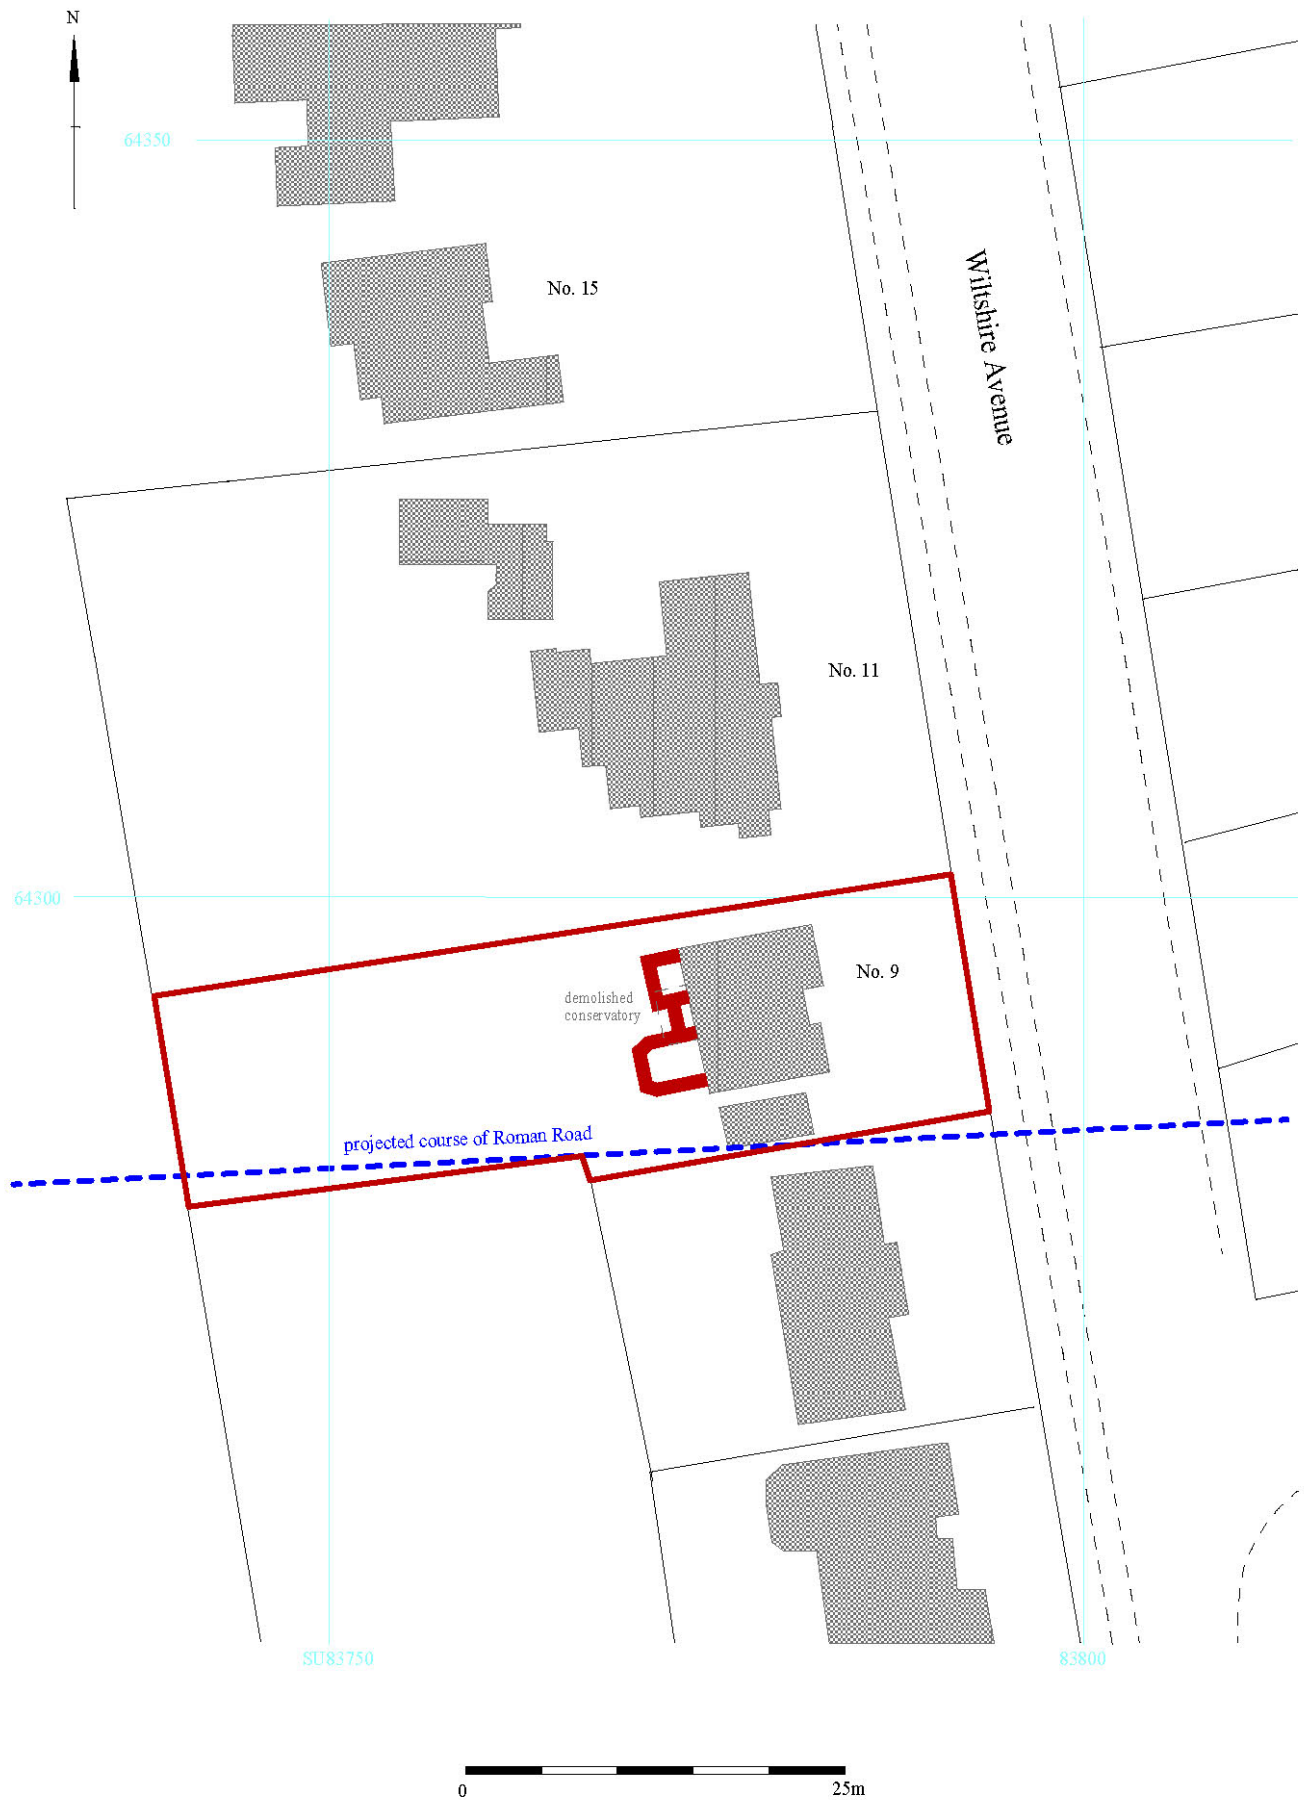 N
64350
No. 15
Wiltshire Avenue
No. 11
64300
No. 9
demolished
conservatory
projected course of Roman Road
SU83750
83800
0
25m